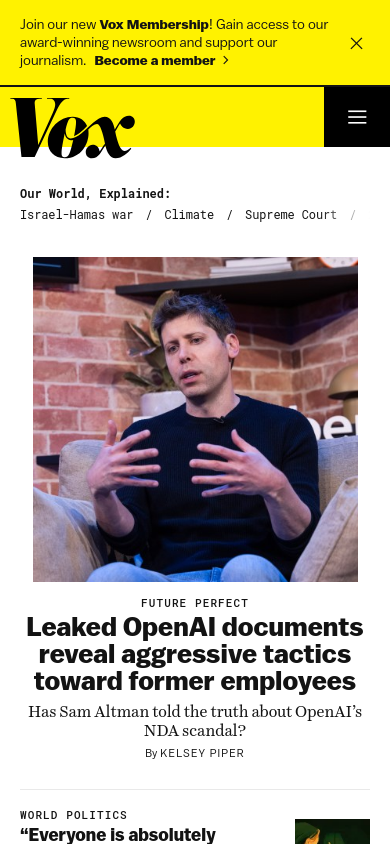 Join our new Vox Membership! Gain access to our
award-winning newsroom and support our
journalism. Become a member >
Vox
Our World, Explained:
Israel-Hamas war / Climate / Supreme Court /
FUTURE PERFECT
Leaked OpenAI documents
reveal aggressive tactics
toward former employees
Has Sam Altman told the truth about OpenAI’s
NDA scandal?
By KELSEY PIPER
WORLD POLITICS
“Everyone is absolutely